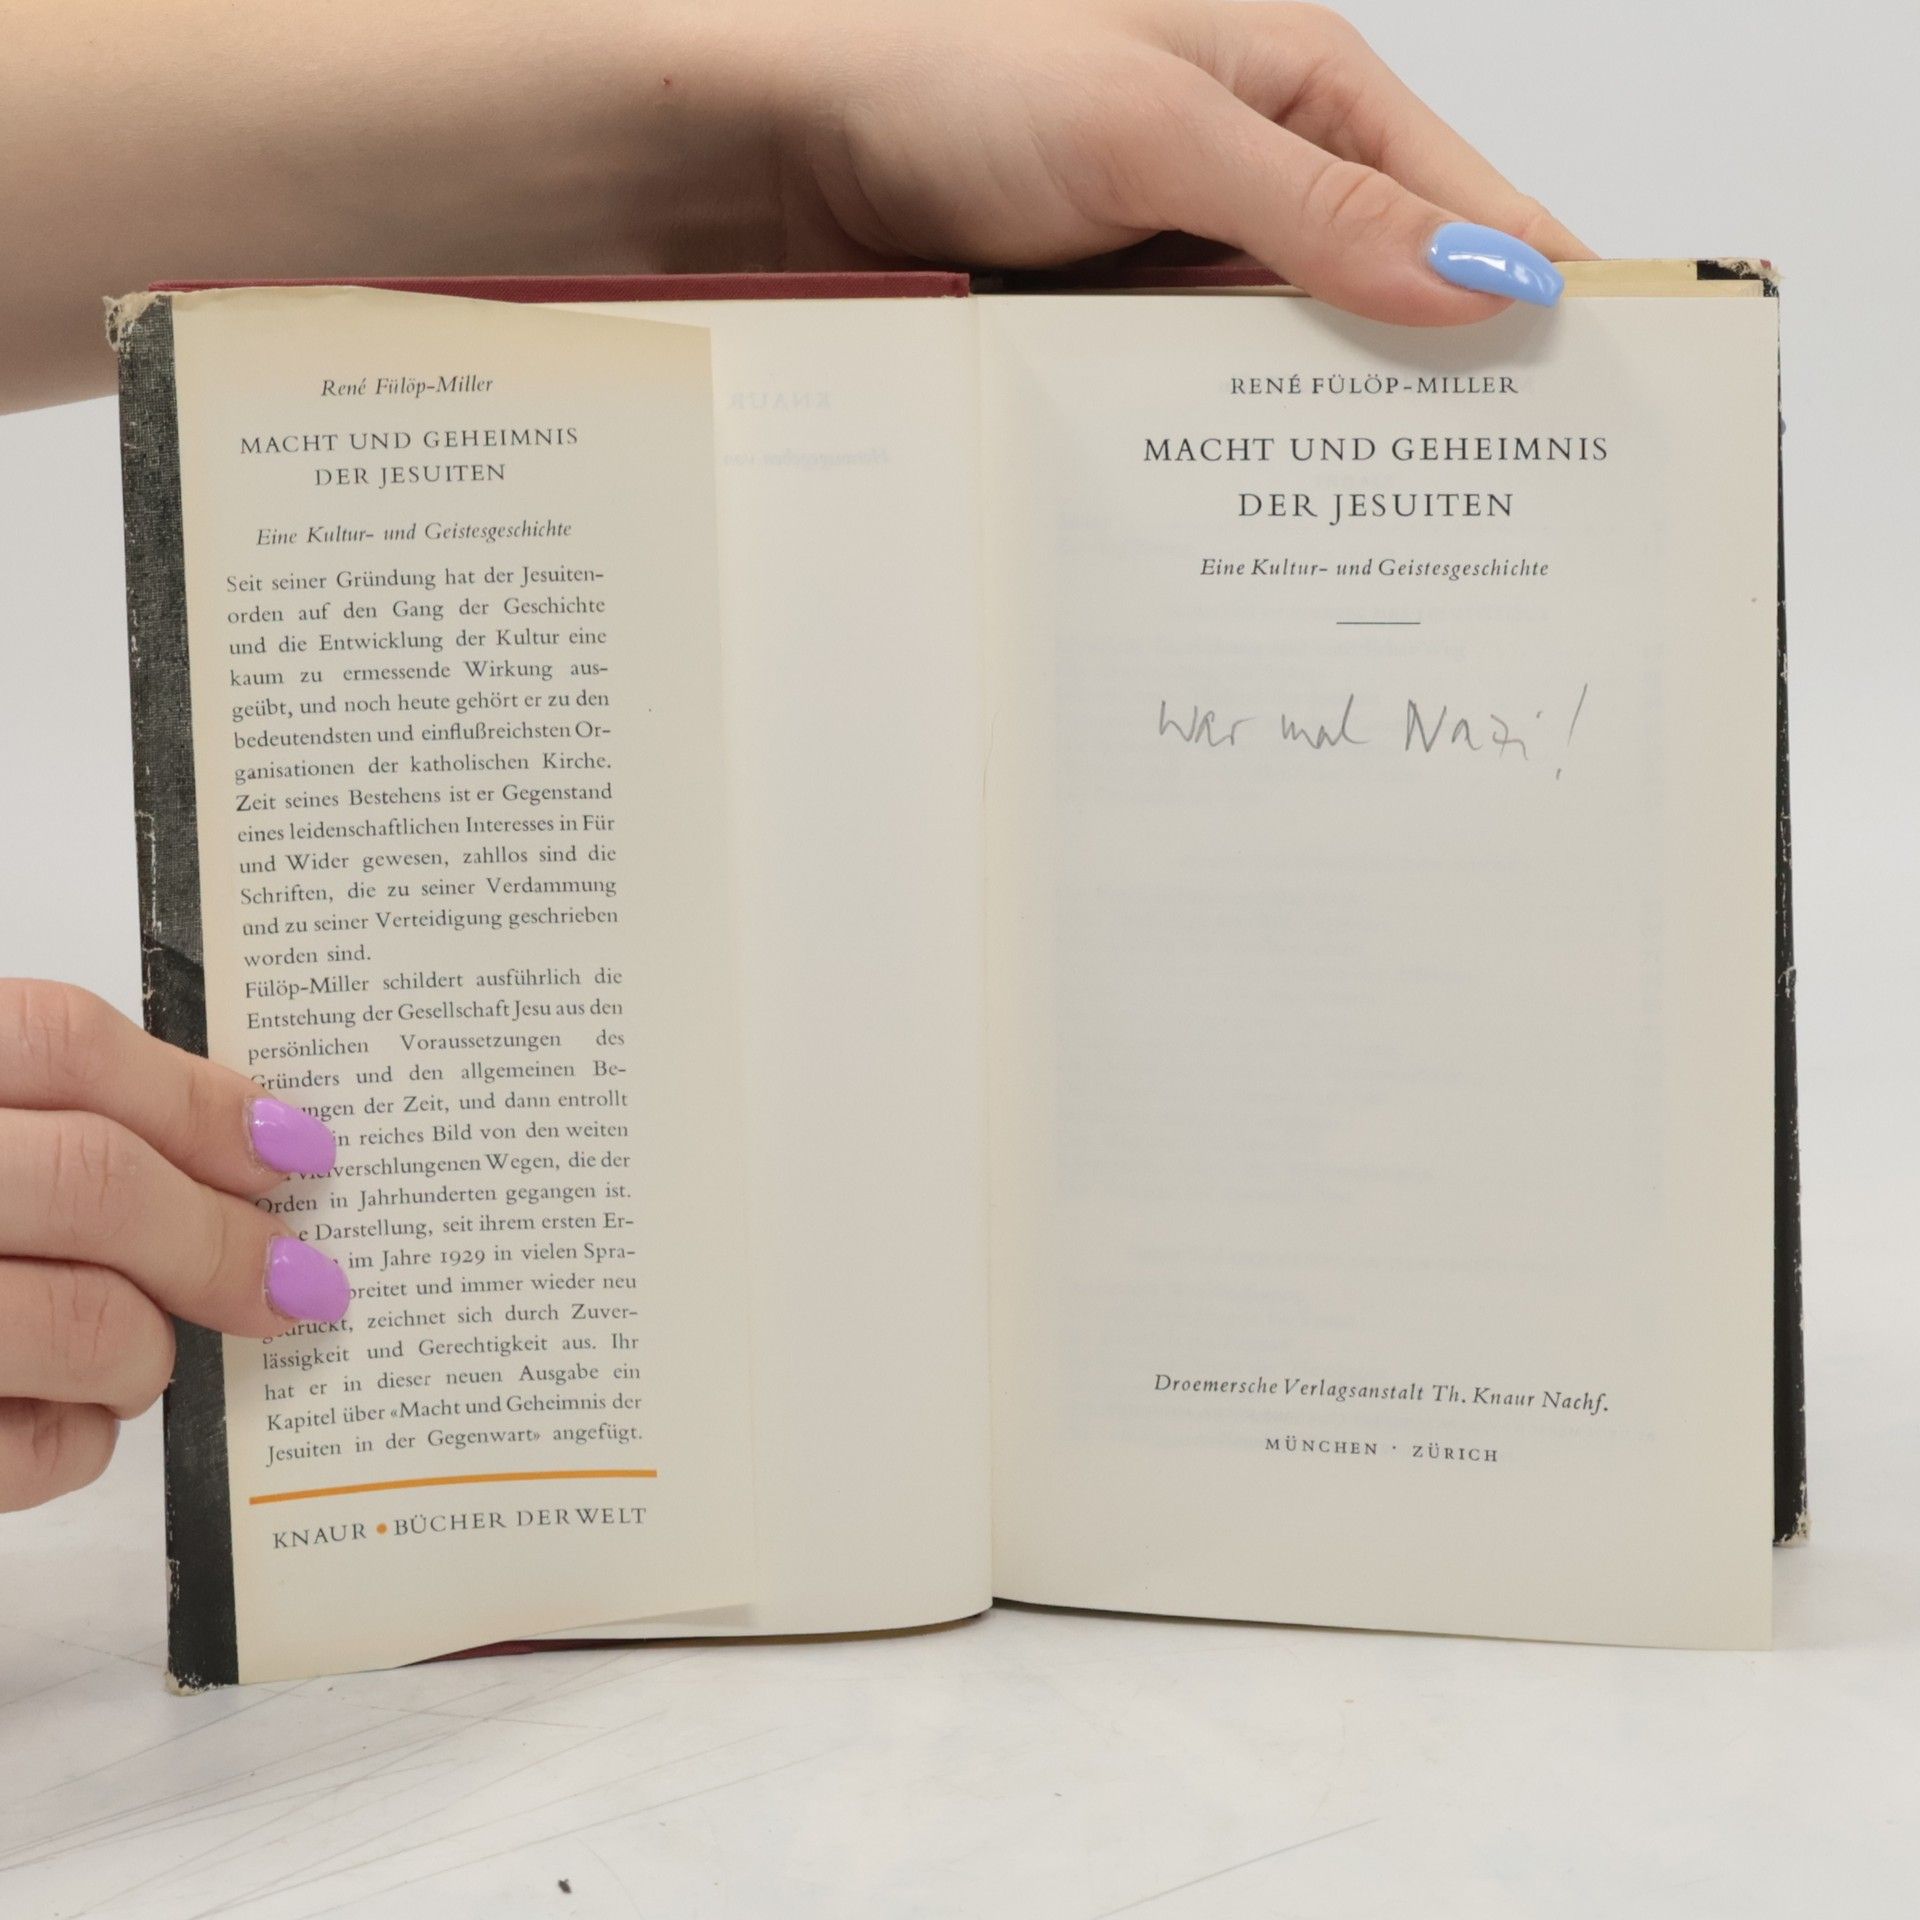 René Fülöp-Miller
MACHT UND GEHEIMNIS
DER JESUITEN
Eine Kultur- und Geistesgeschichte
Seit seiner Gründung hat der Jesuiten-
orden auf den Gang der Geschichte
und die Entwicklung der Kultur eine
kaum zu ermessende Wirkung aus-
geübt, und noch heute gehört er zu den
bedeutendsten und einflußreichsten Or-
ganisationen der katholischen Kirche.
Zeit seines Bestehens ist er Gegenstand
eines leidenschaftlichen Interesses in Für
und Wider gewesen, zahllos sind die
Schriften, die zu seiner Verdammung
und zu seiner Verteidigung geschrieben
worden sind.
Fülöp-Miller schildert ausführlich die
Entstehung der Gesellschaft Jesu aus den
persönlichen Voraussetzungen des
Gründers und den allgemeinen Be-
der Zeit, und dann entrollt
reiches Bild von den weiten
vielverschlungenen Wegen, die der
Orden in Jahrhunderten gegangen ist.
Darstellung, seit ihrem ersten Er-
im Jahre 1929 in vielen Spra-
und immer wieder neu
gedruckt, zeichnet sich durch Zuver-
lässigkeit und Gerechtigkeit aus. Ihr
hat er in dieser neuen Ausgabe ein
Kapitel über «Macht und Geheimnis der
Jesuiten in der Gegenwart» angefügt.
KNAUR • BÜCHER DER WELT
KNAUR
Herausgegeben von
RENÉ FÜLÖP-MILLER
MACHT UND GEHEIMNIS
DER JESUITEN
Eine Kultur- und Geistesgeschichte
War mal Nazi!
Droemersche Verlagsanstalt Th. Knaur Nachf.
MÜNCHEN · ZÜRICH